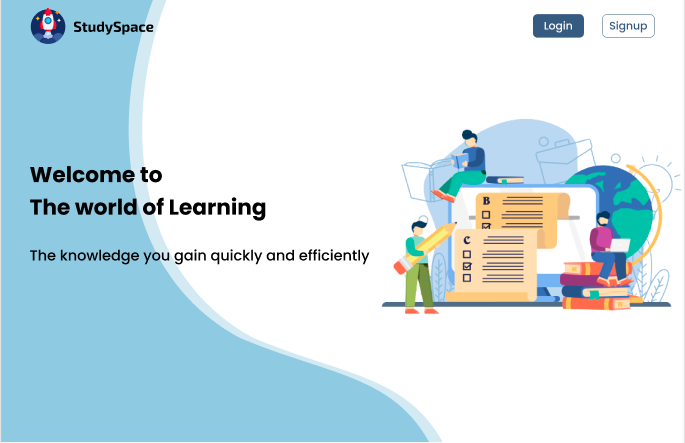 StudySpace
Login
Signup
Welcome to
The world of Learning
The knowledge you gain quickly and efficiently
B
C